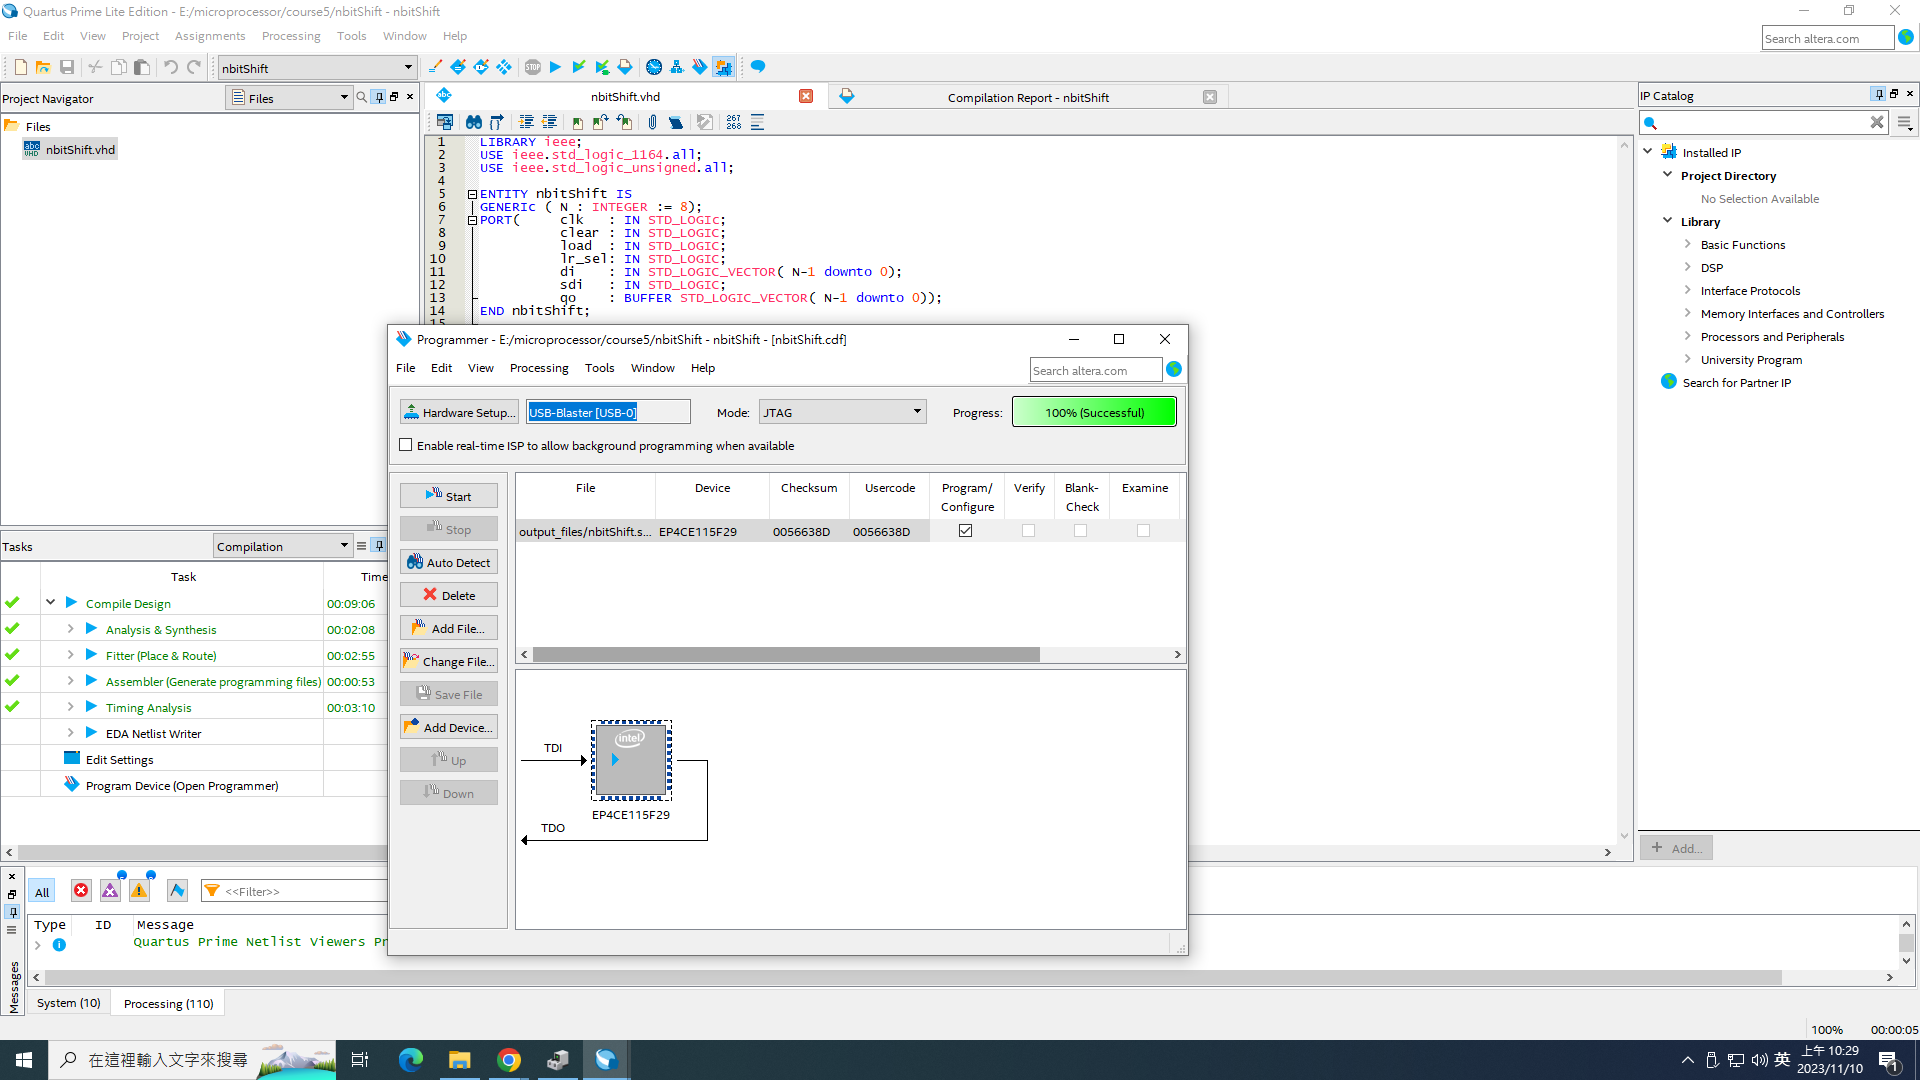 Quartus Prime Lite Edition - E:/microprocessor/course5/nbitShift - nbitShift
File Edit View Project Assignments Processing Tools Window Help
Search altera.com
nbitShift
STOP
Project Navigator
Files
Files
nbitShift.vhd
nbitShift.vhd
Compilation Report - nbitShift
267
268
1 LIBRARY ieee;
2 USE ieee.std_logic_1164.all;
3 USE ieee.std_logic_unsigned.all;
4
5 ENTITY nbitShift IS
6 GENERIc ( N : INTEGER := 8);
7 PORT( clk : IN STD_LOGIc;
8 clear : IN STD_LOGIC;
9 load : IN STD_LOGIC;
10 lr_sel: IN STD_LOGIC;
11 di : IN STD_LOGIC_VECTOR( N-1 downto 0);
12 sdi : IN STD_LOGIC;
13 qo : BUFFER STD_LOGIC_VECTOR( N-1 downto 0));
14 END nbitShift;
15
IP Catalog
Installed IP
Project Directory
No Selection Available
Library
Basic Functions
DSP
Interface Protocols
Memory Interfaces and Controllers
Processors and Peripherals
University Program
Search for Partner IP
+ Add...
Tasks
Compilation
Task Time
Compile Design 00:09:06
Analysis & Synthesis 00:02:08
Fitter (Place & Route) 00:02:55
Assembler (Generate programming files) 00:00:53
Timing Analysis 00:03:10
EDA Netlist Writer
Edit Settings
Program Device (Open Programmer)
Programmer - E:/microprocessor/course5/nbitShift - nbitShift - [nbitShift.cdf]
File Edit View Processing Tools Window Help
Search altera.com
Hardware Setup...
USB-Blaster [USB-0]
Mode:
JTAG
Progress:
100% (Successful)
Enable real-time ISP to allow background programming when available
Start
Stop
Auto Detect
Delete
Add File...
Change File...
Save File
Add Device...
Up
Down
File Device Checksum Usercode Program/ Verify Blank- Examine
Configure Check
output_files/nbitShift.s... EP4CE115F29 0056638D 0056638D
TDI
intel
EP4CE115F29
TDO
Messages
All
<<Filter>>
Type ID Message
Quartus Prime Netlist Viewers Pr
System (10)
Processing (110)
100% 00:00:05
在這裡輸入文字來搜尋
英
上午 10:29
2023/11/10
1